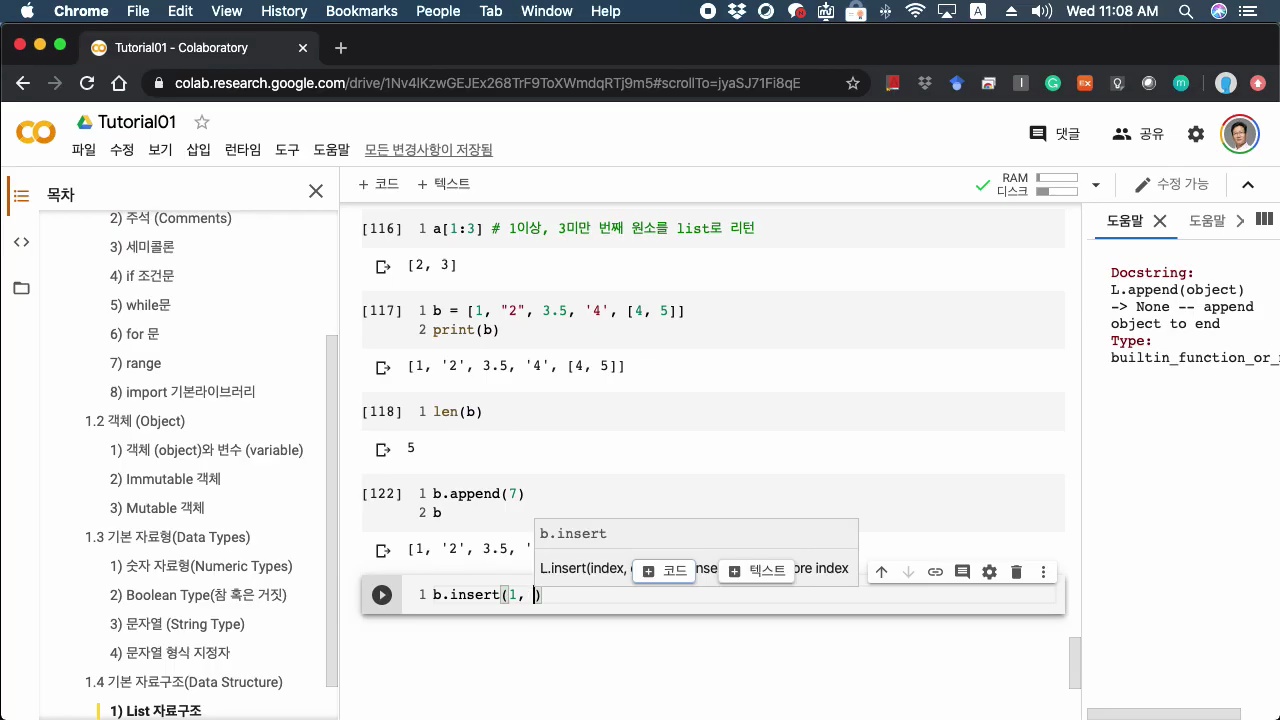 Chrome File Edit View History Bookmarks People Tab Window Help Wed 11:08 AM
Tutorial01 - Colaboratory
colab.research.google.com/drive/1Nv4lKzwGEJEx268TrF9ToXWmdqRTj9m5#scrollTo=jyaSJ71Fi8qE
Tutorial01
댓글 공유
파일 수정 보기 삽입 런타임 도구 도움말 모든 변경사항이 저장됨
목차
+ 코드 + 텍스트
RAM
디스크
수정 가능
2) 주석 (Comments)
3) 세미콜론
4) if 조건문
5) while문
6) for 문
7) range
8) import 기본라이브러리
1.2 객체 (Object)
1) 객체 (object)와 변수 (variable)
2) Immutable 객체
3) Mutable 객체
1.3 기본 자료형(Data Types)
1) 숫자 자료형(Numeric Types)
2) Boolean Type(참 혹은 거짓)
3) 문자열 (String Type)
4) 문자열 형식 지정자
1.4 기본 자료구조(Data Structure)
1) List 자료구조
[116] 1 a[1:3] # 1이상, 3미만 번째 원소를 list로 리턴
[2, 3]
[117] 1 b = [1, "2", 3.5, '4', [4, 5]]
2 print(b)
[1, '2', 3.5, '4', [4, 5]]
[118] 1 len(b)
5
[122] 1 b.append(7)
2 b
[1, '2', 3.5, '
b.insert
L.insert(index, 코드 nse 텍스트 ore index
1 b.insert(1, )
도움말 도움말
Docstring:
L.append(object)
-> None -- append
object to end
Type:
builtin_function_or_